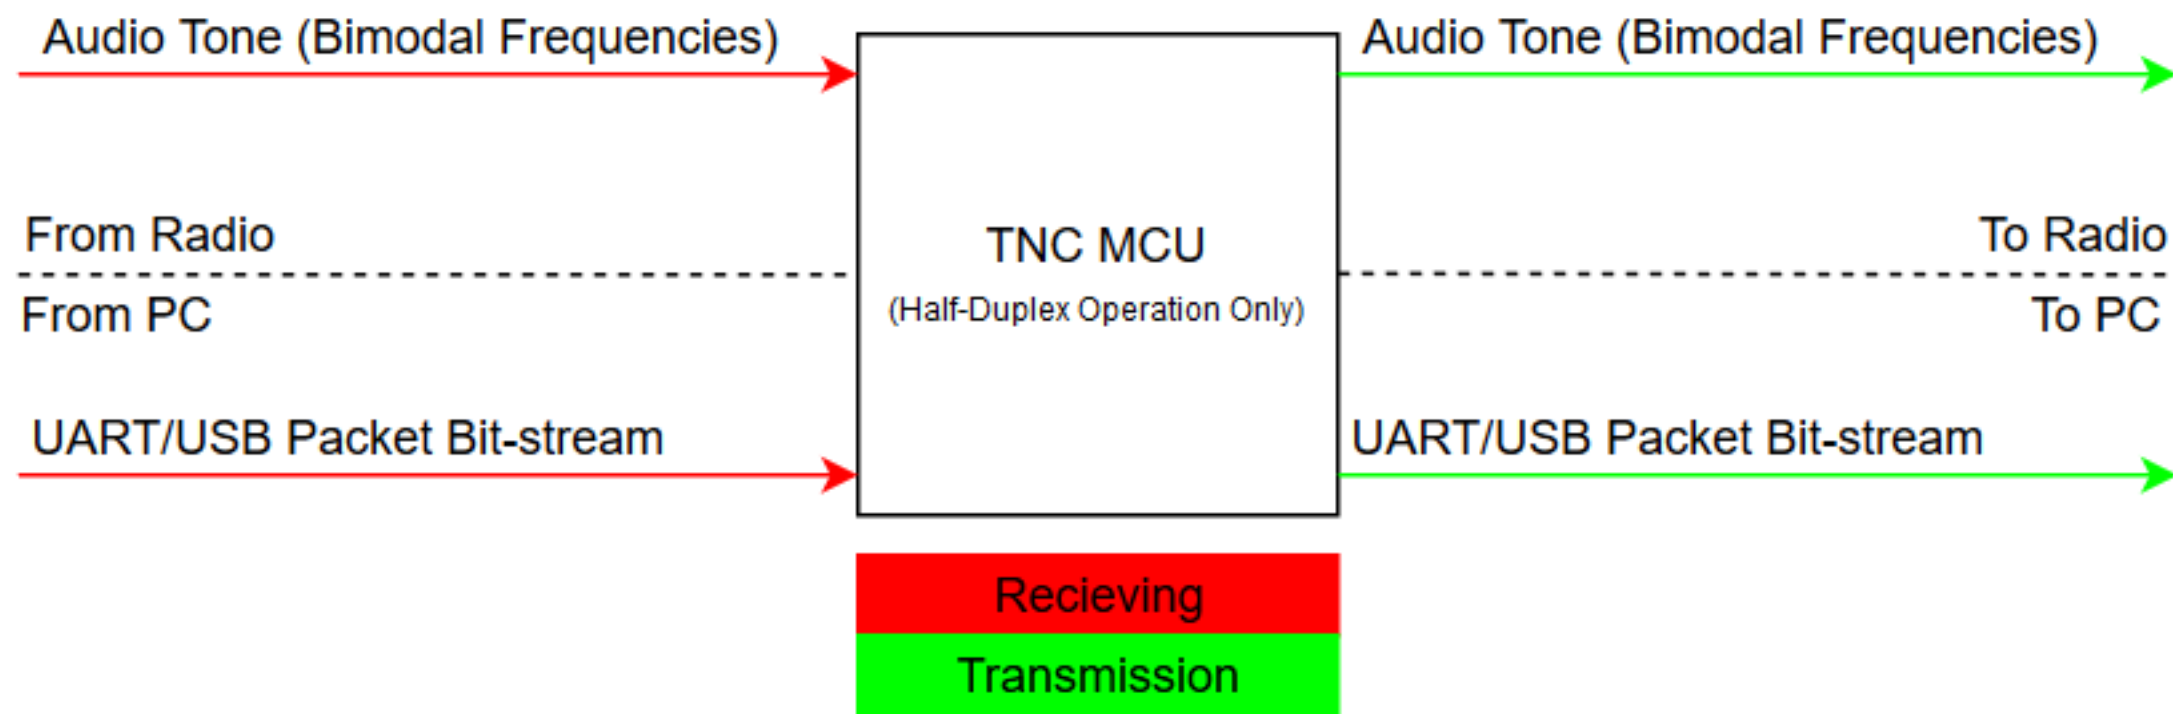 Audio Tone (Bimodal Frequencies)
Audio Tone (Bimodal Frequencies)
From Radio
To Radio
TNC MCU
From PC
(Half-Duplex Operation Only)
To PC
UART/USB Packet Bit-stream
UART/USB Packet Bit-stream
Recieving
Transmission